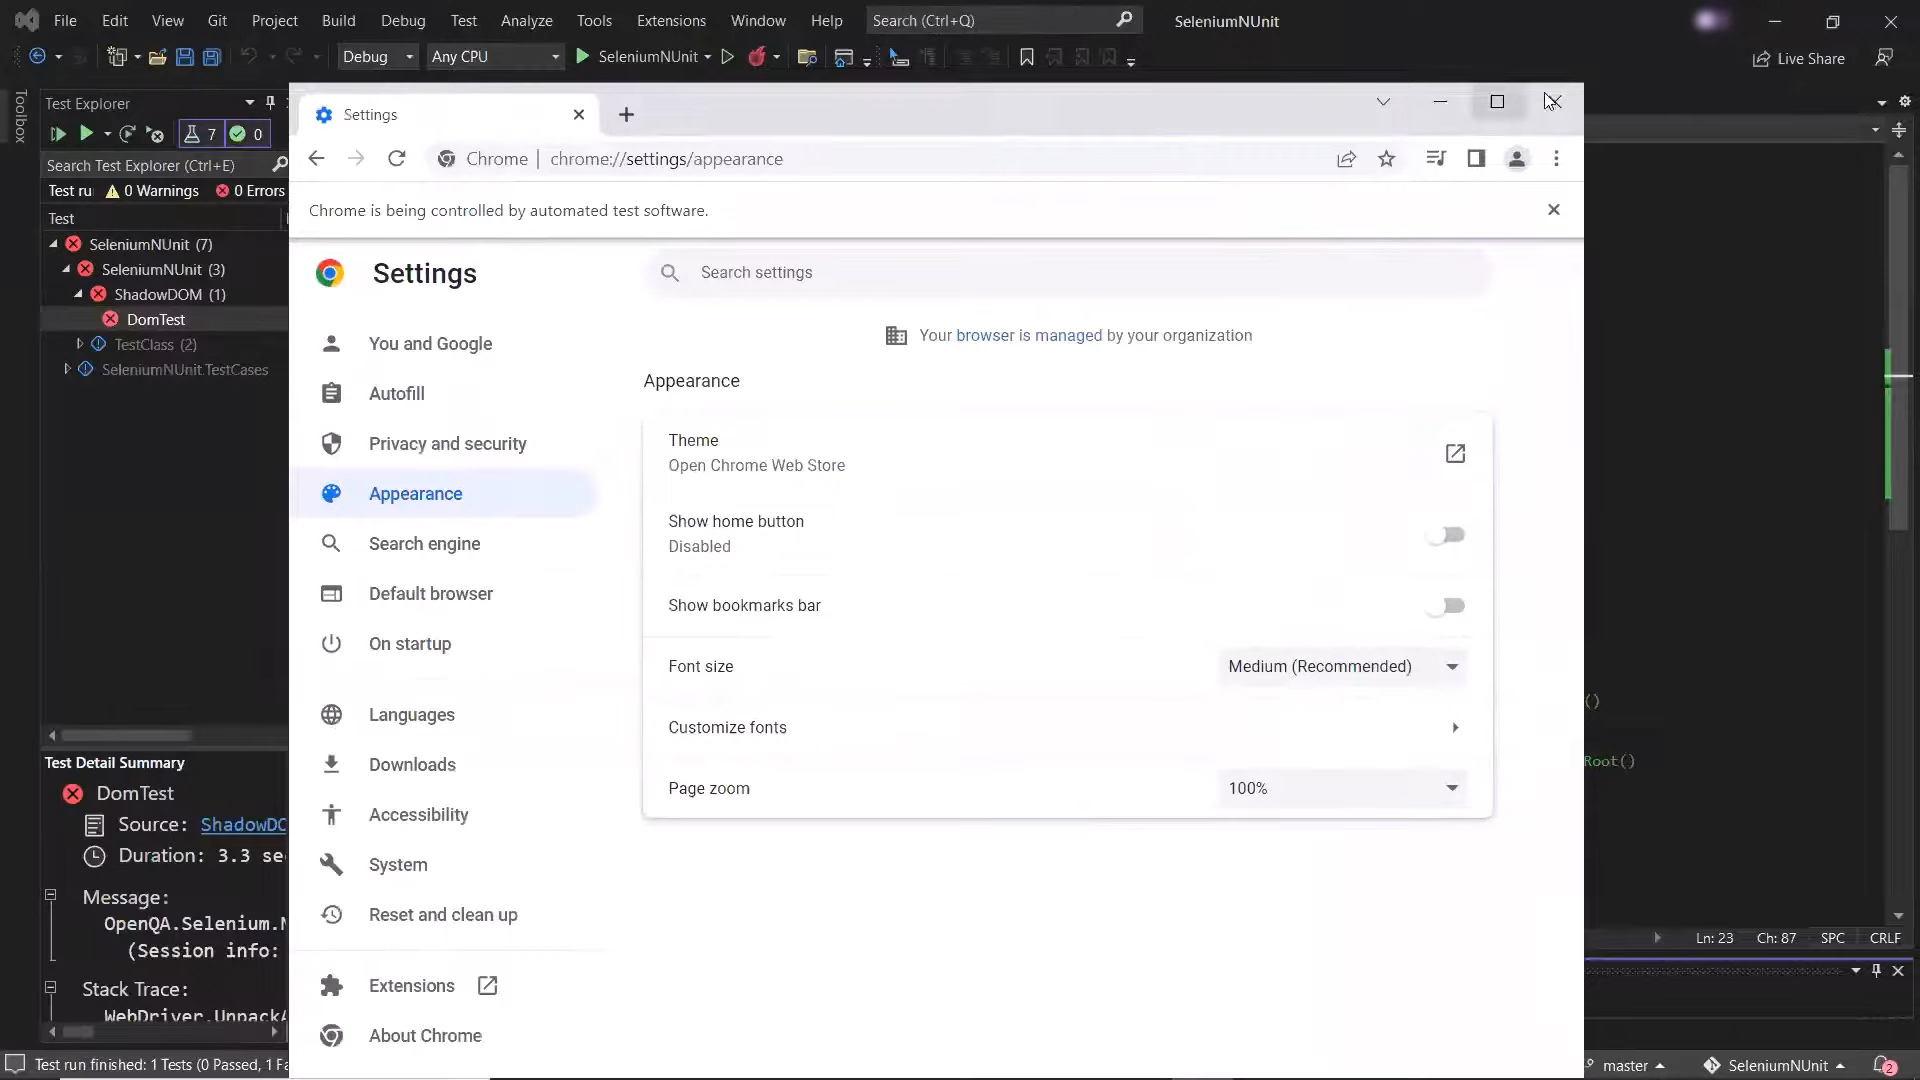 File Edit View Git Project Build Debug Test Analyze Tools Extensions Window Help Search (Ctrl+Q) SeleniumNUnit
Debug Any CPU SeleniumNUnit Live Share
Toolbox
Test Explorer
7 0
Search Test Explorer (Ctrl+E)
Test ru 0 Warnings 0 Errors
Test
SeleniumNUnit (7)
SeleniumNUnit (3)
ShadowDOM (1)
DomTest
TestClass (2)
SeleniumNUnit.TestCases
Test Detail Summary
DomTest
Source: ShadowDO
Duration: 3.3 se
Message:
OpenQA.Selenium.N
(Session info:
Stack Trace:
WebDriver.UnpackA
Test run finished: 1 Tests (0 Passed, 1 Fa
Settings
Chrome chrome://settings/appearance
Chrome is being controlled by automated test software.
Settings
Search settings
You and Google
Autofill
Privacy and security
Appearance
Search engine
Default browser
On startup
Languages
Downloads
Accessibility
System
Reset and clean up
Extensions
About Chrome
Your browser is managed by your organization
Appearance
Theme
Open Chrome Web Store
Show home button
Disabled
Show bookmarks bar
Font size Medium (Recommended)
Customize fonts
Page zoom 100%
()
Root()
Ln: 23 Ch: 87 SPC CRLF
master SeleniumNUnit 2